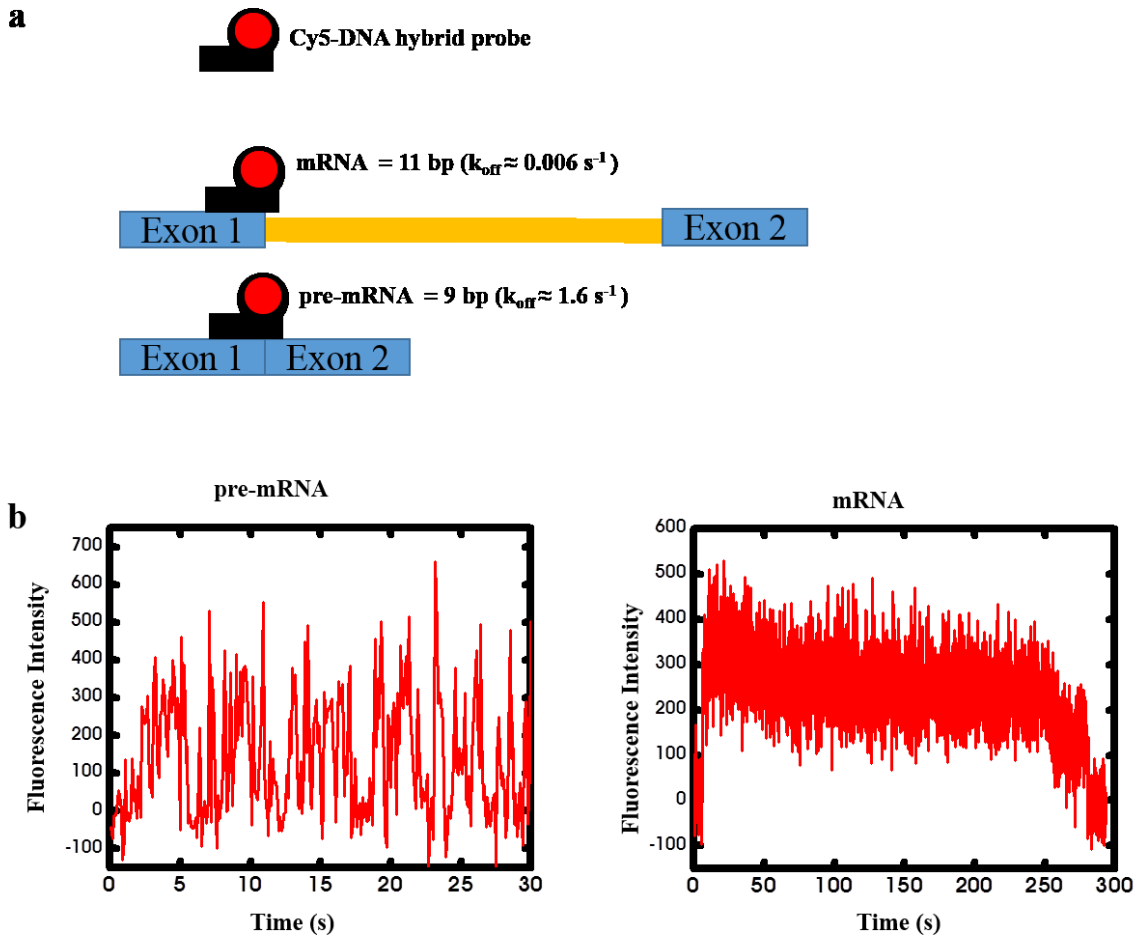 a
Cy5-DNA hybrid probe
mRNA = 11 bp (k_off ≈ 0.006 s⁻¹)
Exon 1
Exon 2
pre-mRNA = 9 bp (k_off ≈ 1.6 s⁻¹)
Exon 1
Exon 2
b
pre-mRNA
Fluorescence Intensity
700
600
500
400
300
200
100
0
-100
0 5 10 15 20 25 30
Time (s)
mRNA
Fluorescence Intensity
600
500
400
300
200
100
0
-100
0 50 100 150 200 250 300
Time (s)